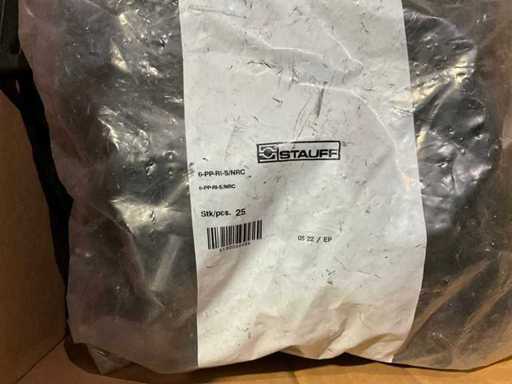 STAUFF
6-PP-RI-S/NRC
6-PP-RI-S/NRC
Stk/pcs. 25
05 22 / EP